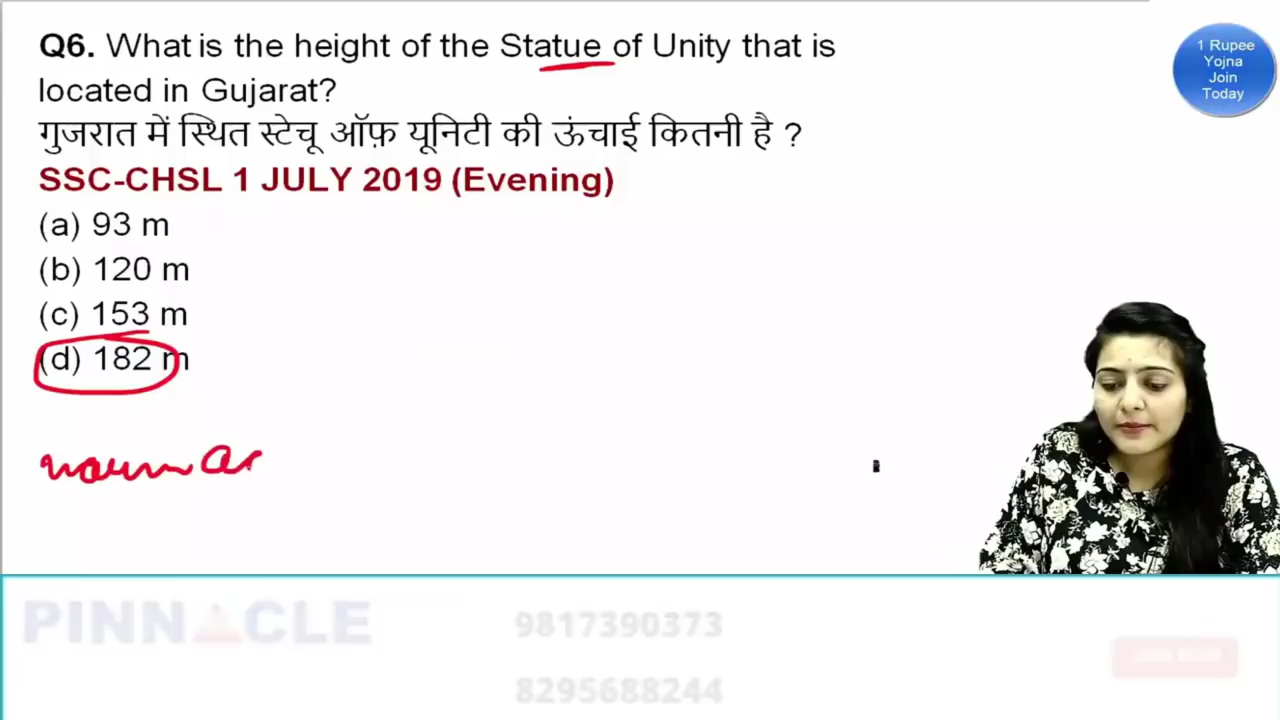 Q6. What is the height of the Statue of Unity that is
located in Gujarat?
गुजरात में स्थित स्टेचू ऑफ़ यूनिटी की ऊंचाई कितनी है ?
SSC-CHSL 1 JULY 2019 (Evening)
(a) 93 m
(b) 120 m
(c) 153 m
(d) 182 m
1 Rupee
Yojna
Join
Today
PINNACLE
9817390373
8295688244